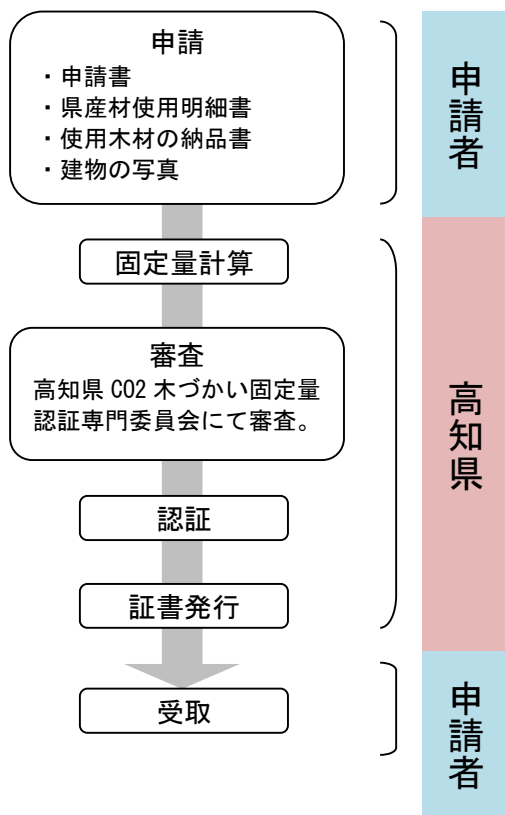 申請
・申請書
・県産材使用明細書
・使用木材の納品書
・建物の写真
申請者
固定量計算
審査
高知県 CO2 木づかい固定量
認証専門委員会にて審査。
認証
証書発行
高知県
受取
申請者